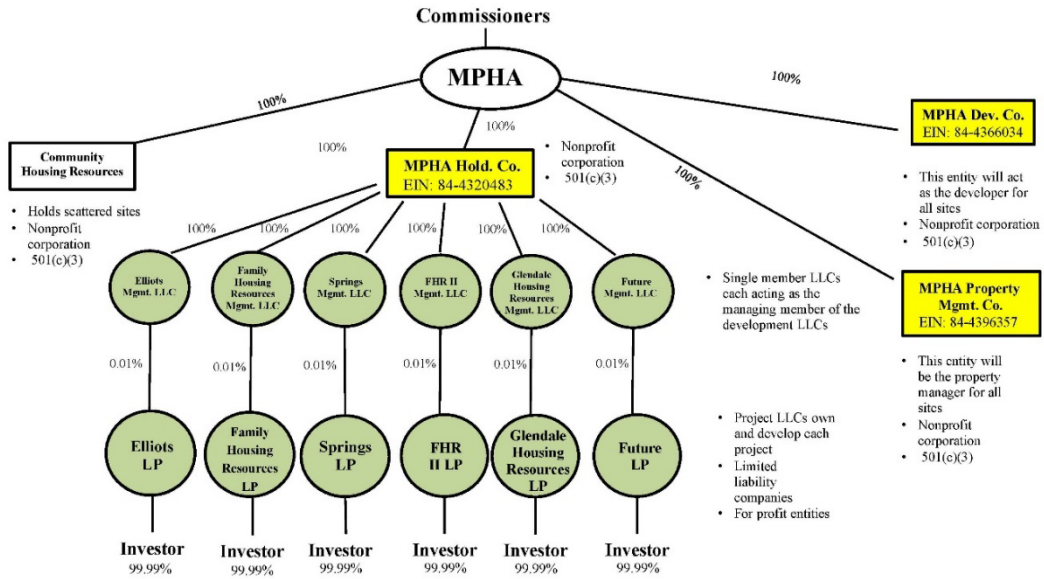 Commissioners
MPHA
100%
100%
100%
100%
100%
Community
Housing Resources
• Holds scattered sites
• Nonprofit
corporation
• 501(c)(3)
MPHA Hold. Co.
EIN: 84-4320483
• Nonprofit
corporation
• 501(c)(3)
MPHA Dev. Co.
EIN: 84-4366034
• This entity will act
as the developer for
all sites
• Nonprofit corporation
• 501(c)(3)
100%
100%
100%
100%
100%
100%
Elliots
Mgmt. LLC
Family
Housing
Resources
Mgmt. LLC
Springs
Mgmt. LLC
FHR II
Mgmt. LLC
Glendale
Housing
Resources
Mgmt. LLC
Future
Mgmt. LLC
• Single member LLCs
each acting as the
managing member of the
development LLCs
MPHA Property
Mgmt. Co.
EIN: 84-4396357
• This entity will
be the property
manager for all
sites
• Nonprofit
corporation
• 501(c)(3)
0.01%
0.01%
0.01%
0.01%
0.01%
0.01%
Elliots
LP
Family
Housing
Resources
LP
Springs
LP
FHR
II LP
Glendale
Housing
Resources
LP
Future
LP
• Project LLCs own
and develop each
project
• Limited
liability
companies
• For profit entities
Investor
99.99%
Investor
99.99%
Investor
99.99%
Investor
99.99%
Investor
99.99%
Investor
99.99%